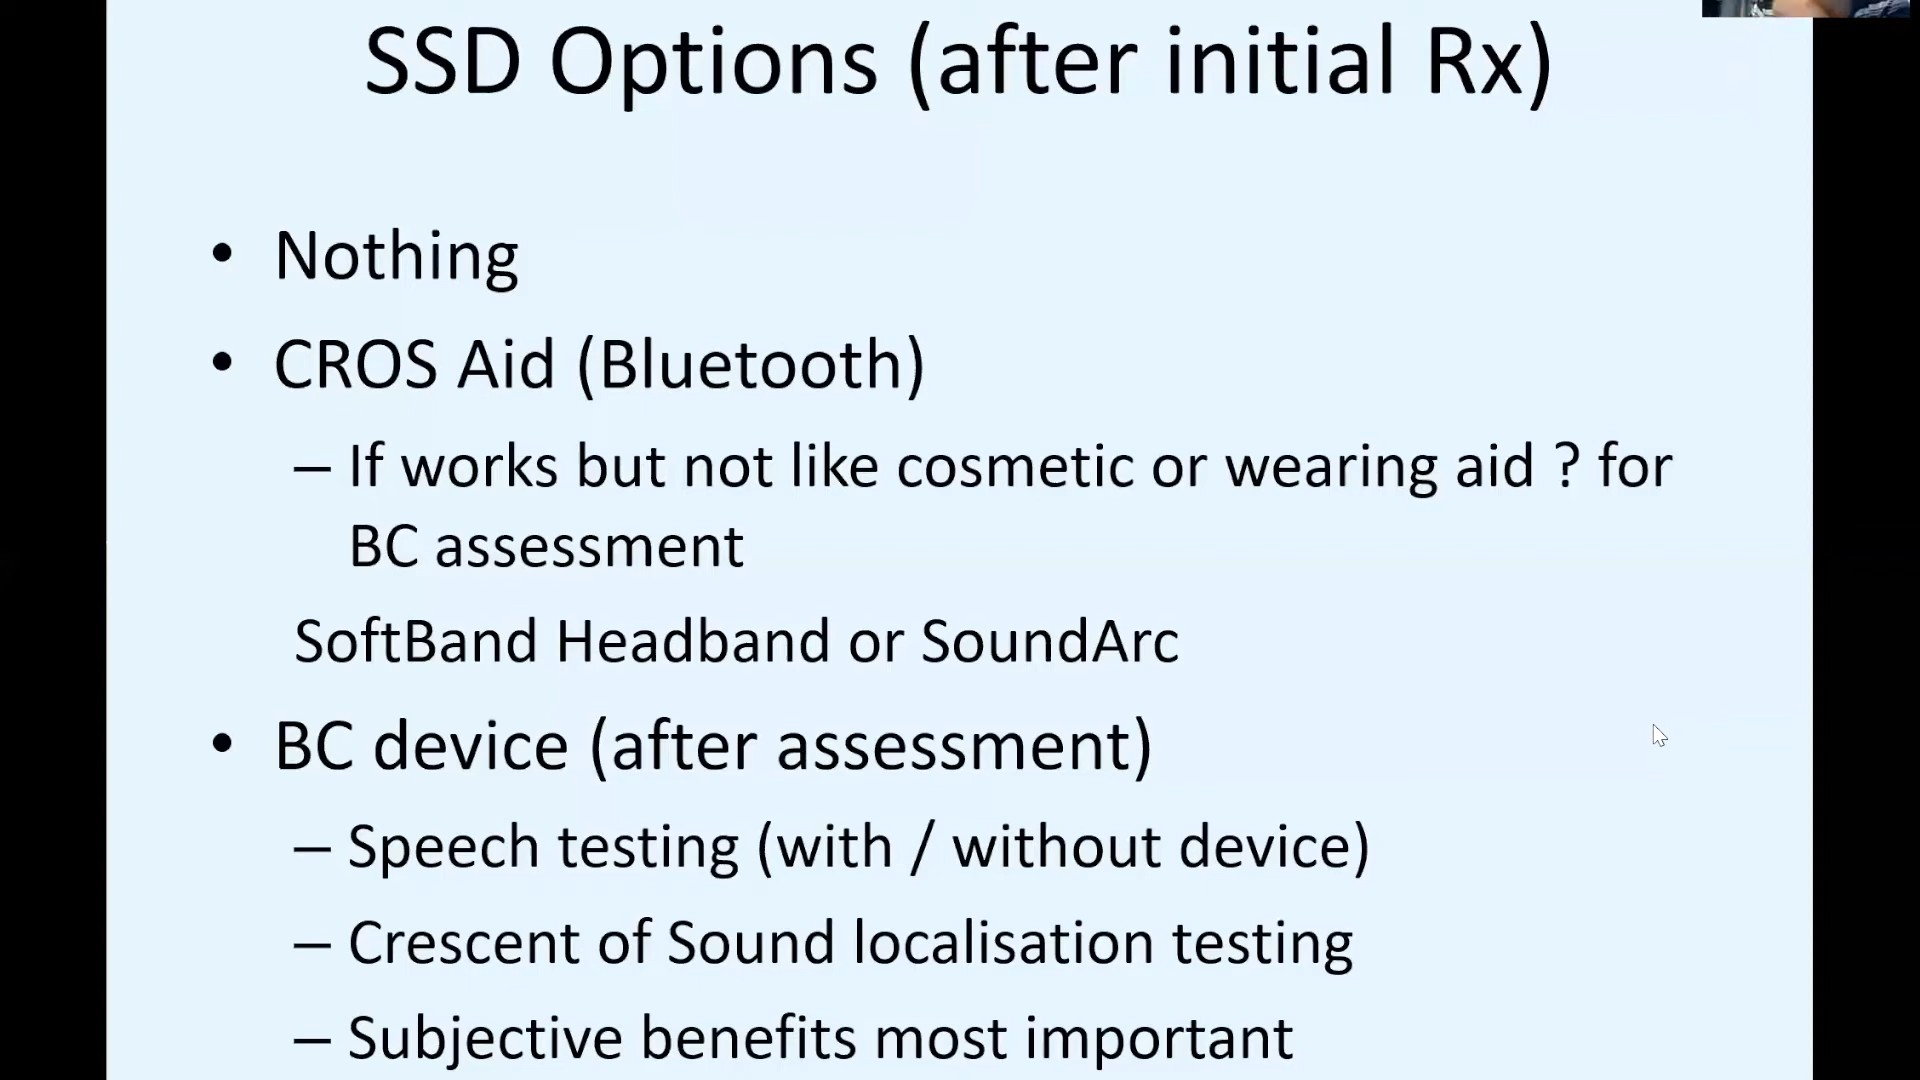 SSD Options (after initial Rx)
• Nothing
• CROS Aid (Bluetooth)
– If works but not like cosmetic or wearing aid ? for
BC assessment
SoftBand Headband or SoundArc
• BC device (after assessment)
– Speech testing (with / without device)
– Crescent of Sound localisation testing
– Subjective benefits most important